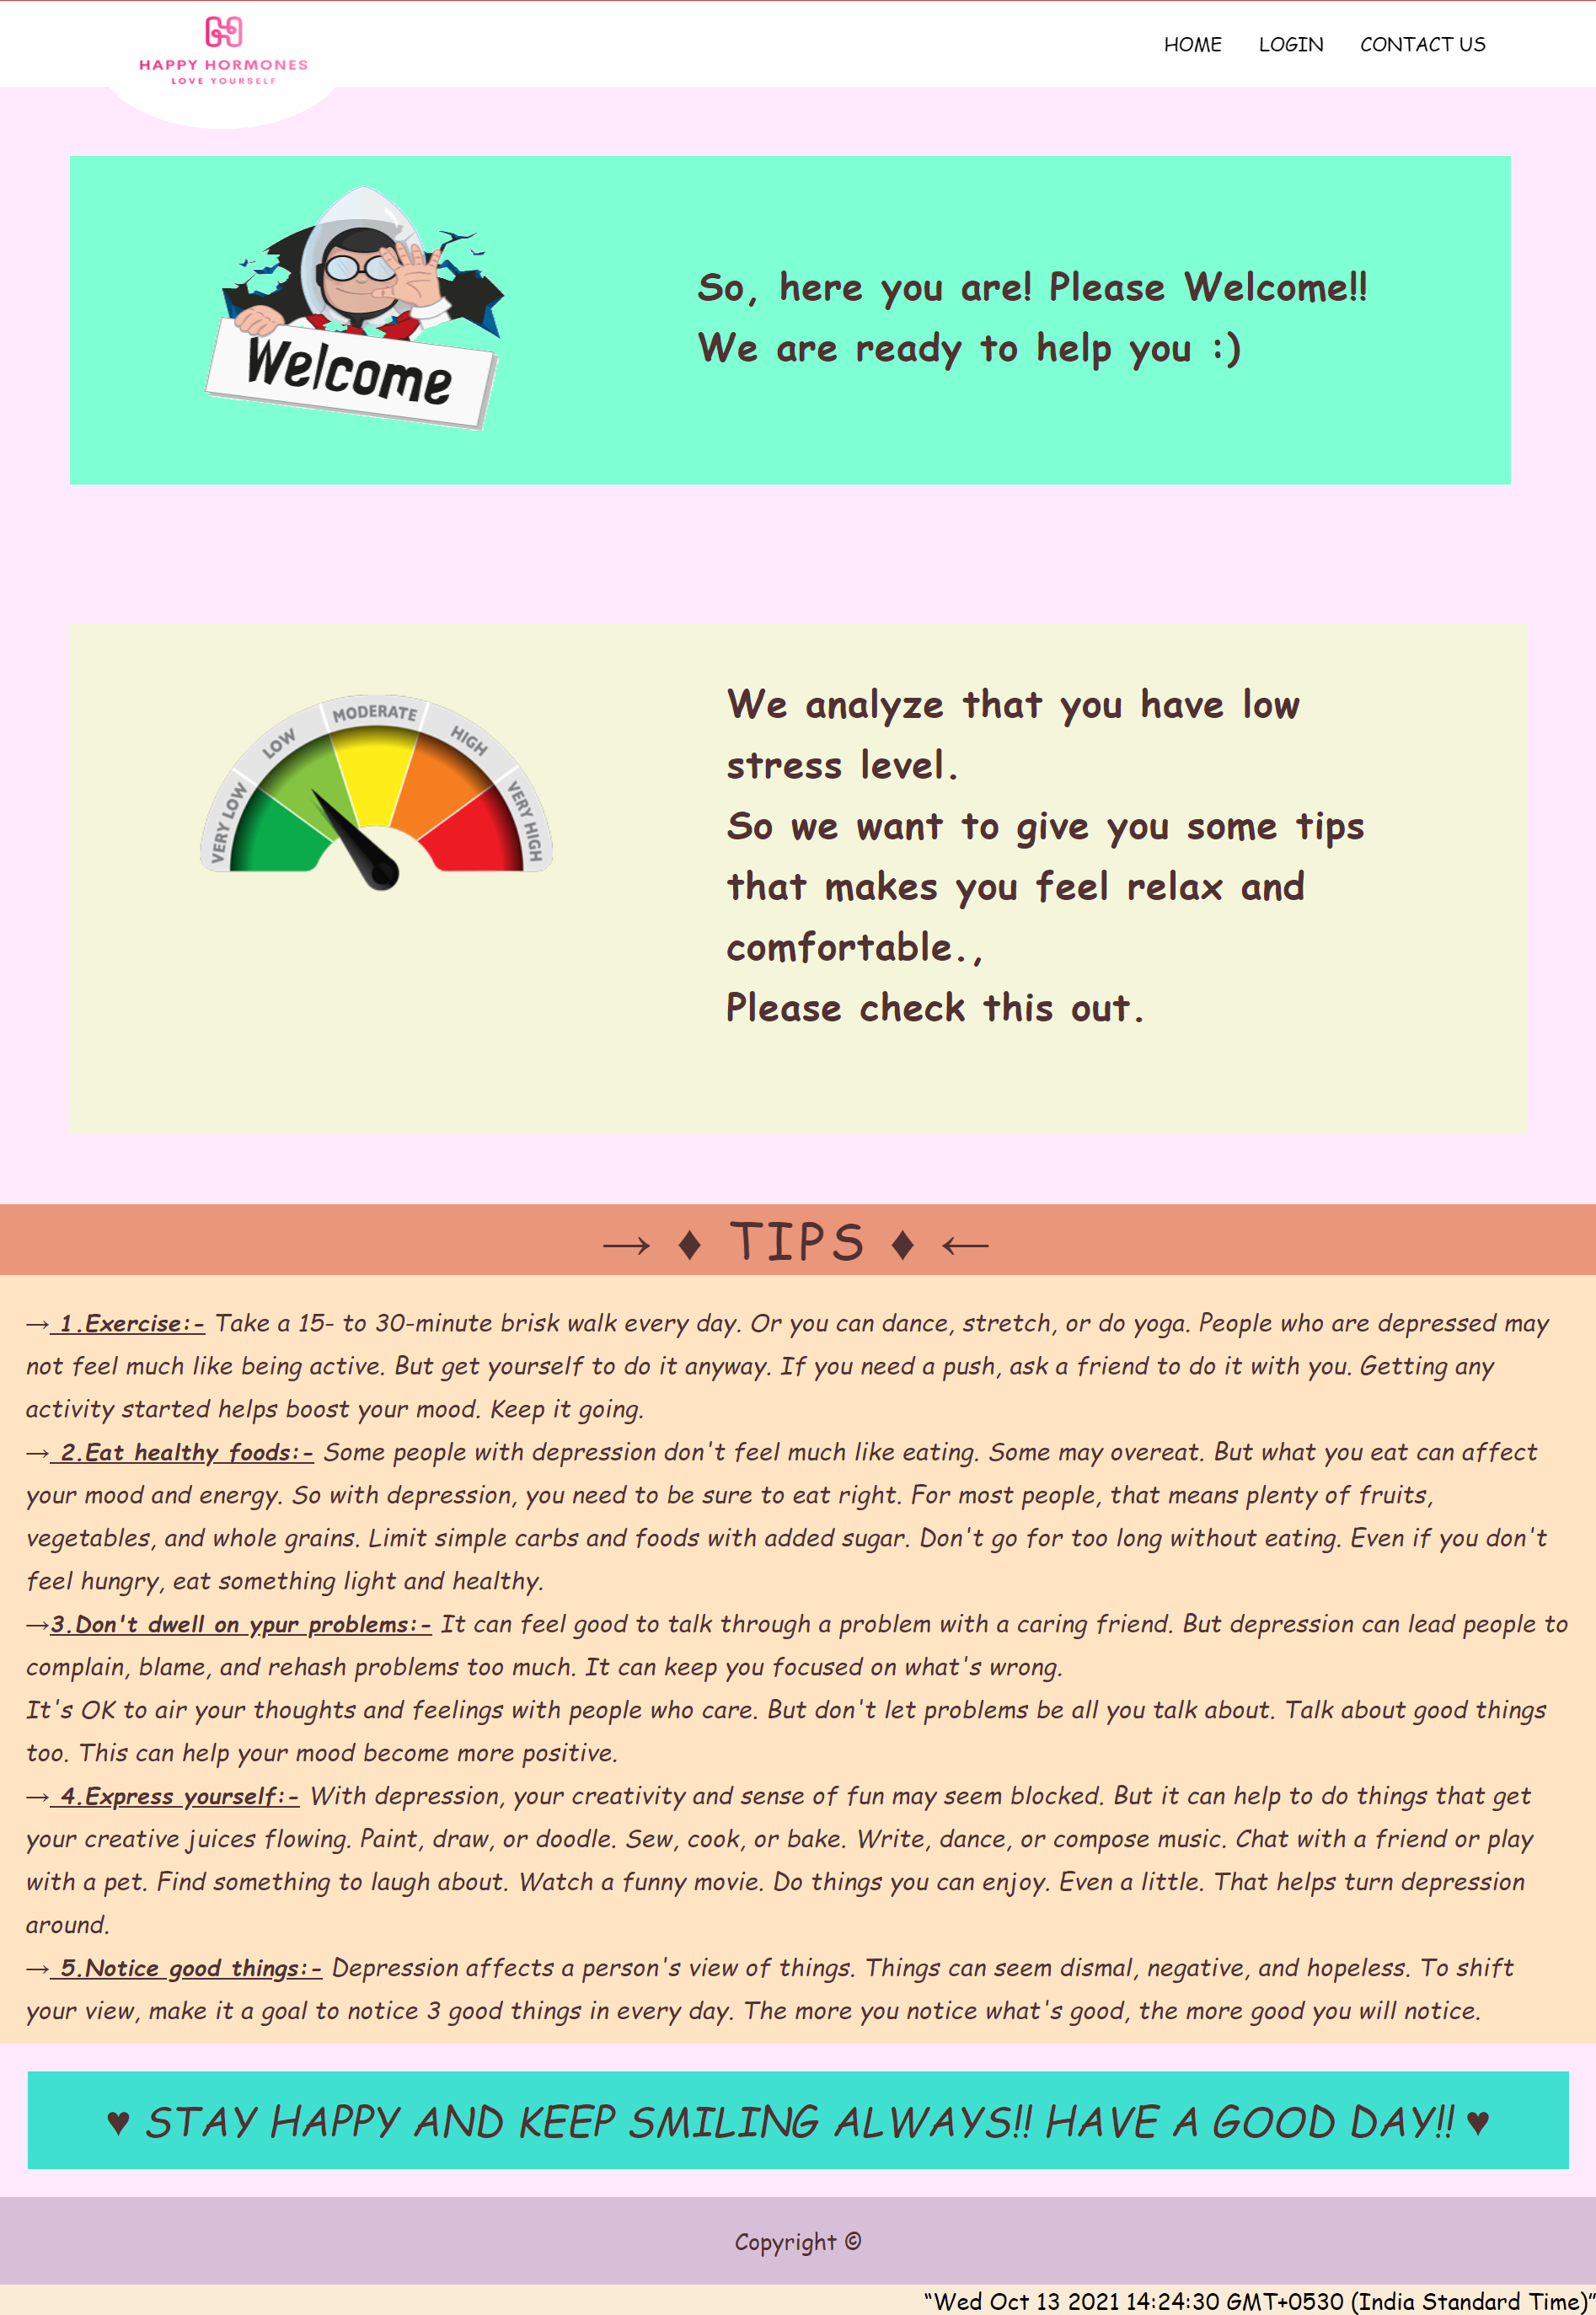 HAPPY HORMONES
LOVE YOURSELF
HOME LOGIN CONTACT US
Welcome
So, here you are! Please Welcome!!
We are ready to help you :)
VERY LOW
LOW
MODERATE
HIGH
VERY HIGH
We analyze that you have low
stress level.
So we want to give you some tips
that makes you feel relax and
comfortable.,
Please check this out.
→ ♦ TIPS ♦ ←
→ 1.Exercise:- Take a 15- to 30-minute brisk walk every day. Or you can dance, stretch, or do yoga. People who are depressed may
not feel much like being active. But get yourself to do it anyway. If you need a push, ask a friend to do it with you. Getting any
activity started helps boost your mood. Keep it going.
→ 2.Eat healthy foods:- Some people with depression don't feel much like eating. Some may overeat. But what you eat can affect
your mood and energy. So with depression, you need to be sure to eat right. For most people, that means plenty of fruits,
vegetables, and whole grains. Limit simple carbs and foods with added sugar. Don't go for too long without eating. Even if you don't
feel hungry, eat something light and healthy.
→3.Don't dwell on ypur problems:- It can feel good to talk through a problem with a caring friend. But depression can lead people to
complain, blame, and rehash problems too much. It can keep you focused on what's wrong.
It's OK to air your thoughts and feelings with people who care. But don't let problems be all you talk about. Talk about good things
too. This can help your mood become more positive.
→ 4.Express yourself:- With depression, your creativity and sense of fun may seem blocked. But it can help to do things that get
your creative juices flowing. Paint, draw, or doodle. Sew, cook, or bake. Write, dance, or compose music. Chat with a friend or play
with a pet. Find something to laugh about. Watch a funny movie. Do things you can enjoy. Even a little. That helps turn depression
around.
→ 5.Notice good things:- Depression affects a person's view of things. Things can seem dismal, negative, and hopeless. To shift
your view, make it a goal to notice 3 good things in every day. The more you notice what's good, the more good you will notice.
♥ STAY HAPPY AND KEEP SMILING ALWAYS!! HAVE A GOOD DAY!! ♥
Copyright ©
“Wed Oct 13 2021 14:24:30 GMT+0530 (India Standard Time)”